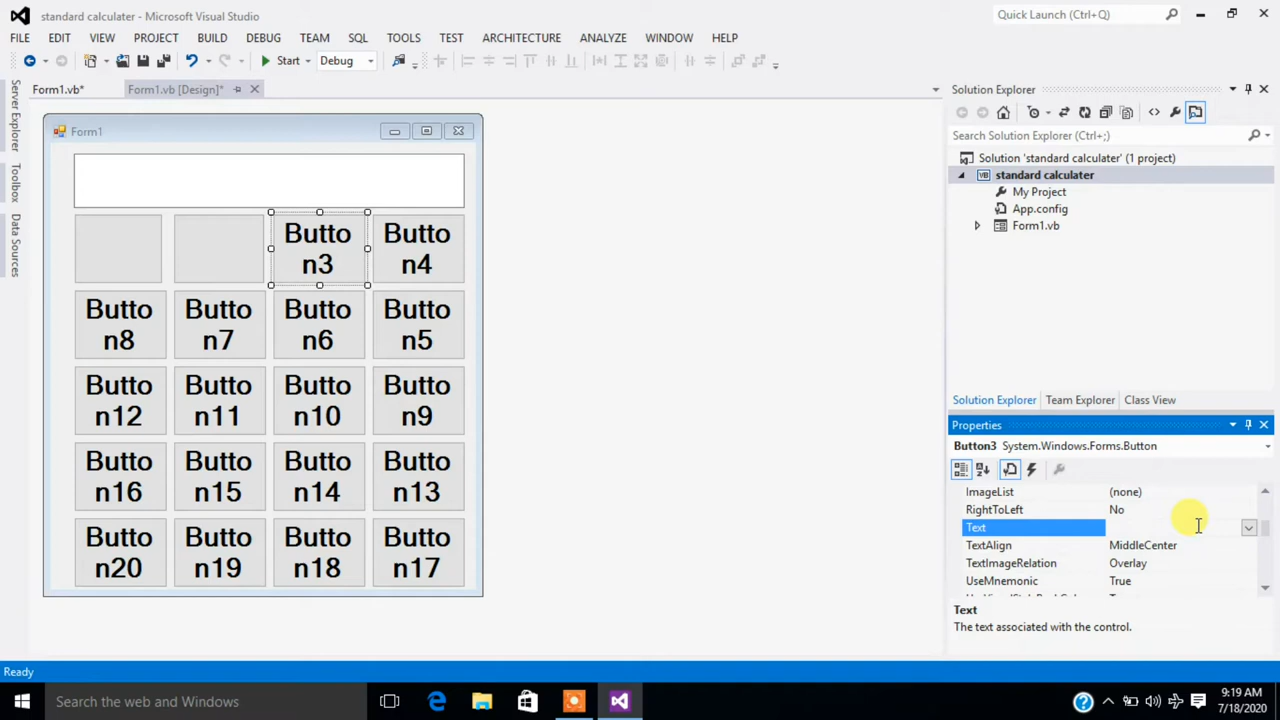 standard calculater - Microsoft Visual Studio
Quick Launch (Ctrl+Q)
FILE EDIT VIEW PROJECT BUILD DEBUG TEAM SQL TOOLS TEST ARCHITECTURE ANALYZE WINDOW HELP
Start Debug
Form1.vb* Form1.vb [Design]*
Server Explorer
Toolbox
Data Sources
Form1
Butto
n3
Butto
n4
Butto
n8
Butto
n7
Butto
n6
Butto
n5
Butto
n12
Butto
n11
Butto
n10
Butto
n9
Butto
n16
Butto
n15
Butto
n14
Butto
n13
Butto
n20
Butto
n19
Butto
n18
Butto
n17
Solution Explorer
Search Solution Explorer (Ctrl+;)
Solution 'standard calculater' (1 project)
VB standard calculater
My Project
App.config
Form1.vb
Solution Explorer Team Explorer Class View
Properties
Button3 System.Windows.Forms.Button
ImageList (none)
RightToLeft No
Text
TextAlign MiddleCenter
TextImageRelation Overlay
UseMnemonic True
Text
The text associated with the control.
Ready
Search the web and Windows
9:19 AM
7/18/2020